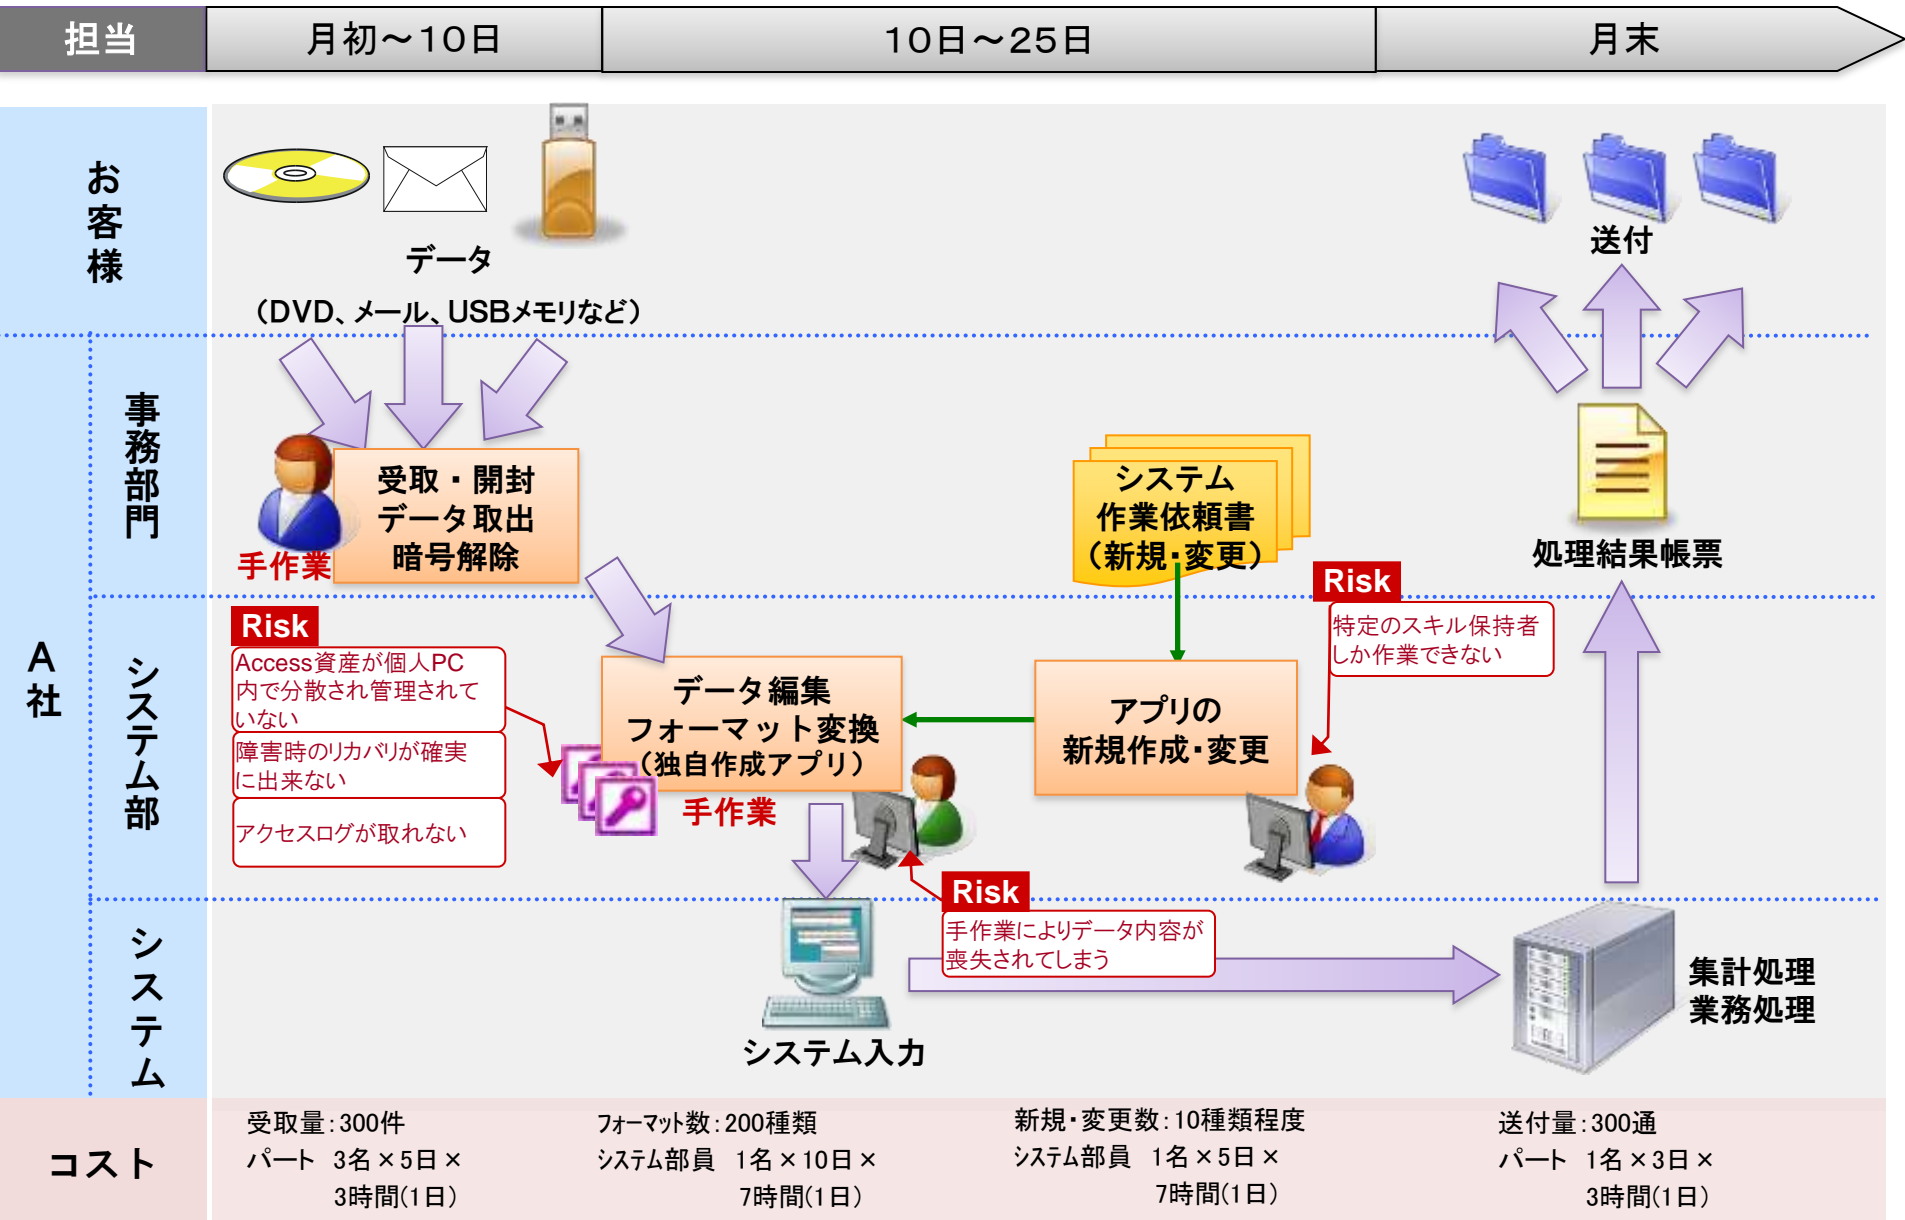 担当
月初～10日
10日～25日
月末
お客様
データ
（DVD、メール、USBメモリなど）
送付
A社
事務部門
受取・開封
データ取出
暗号解除
手作業
システム
作業依頼書
（新規・変更）
処理結果帳票
システム部
Risk
Access資産が個人PC
内で分散され管理されて
いない
障害時のリカバリが確実
に出来ない
アクセスログが取れない
データ編集
フォーマット変換
（独自作成アプリ）
手作業
アプリの
新規作成・変更
Risk
特定のスキル保持者
しか作業できない
システム
システム入力
Risk
手作業によりデータ内容が
喪失されてしまう
集計処理
業務処理
コスト
受取量：300件
パート　3名×5日×
3時間(1日)
フォーマット数：200種類
システム部員　1名×10日×
7時間(1日)
新規・変更数：10種類程度
システム部員　1名×5日×
7時間(1日)
送付量：300通
パート　1名×3日×
3時間(1日)